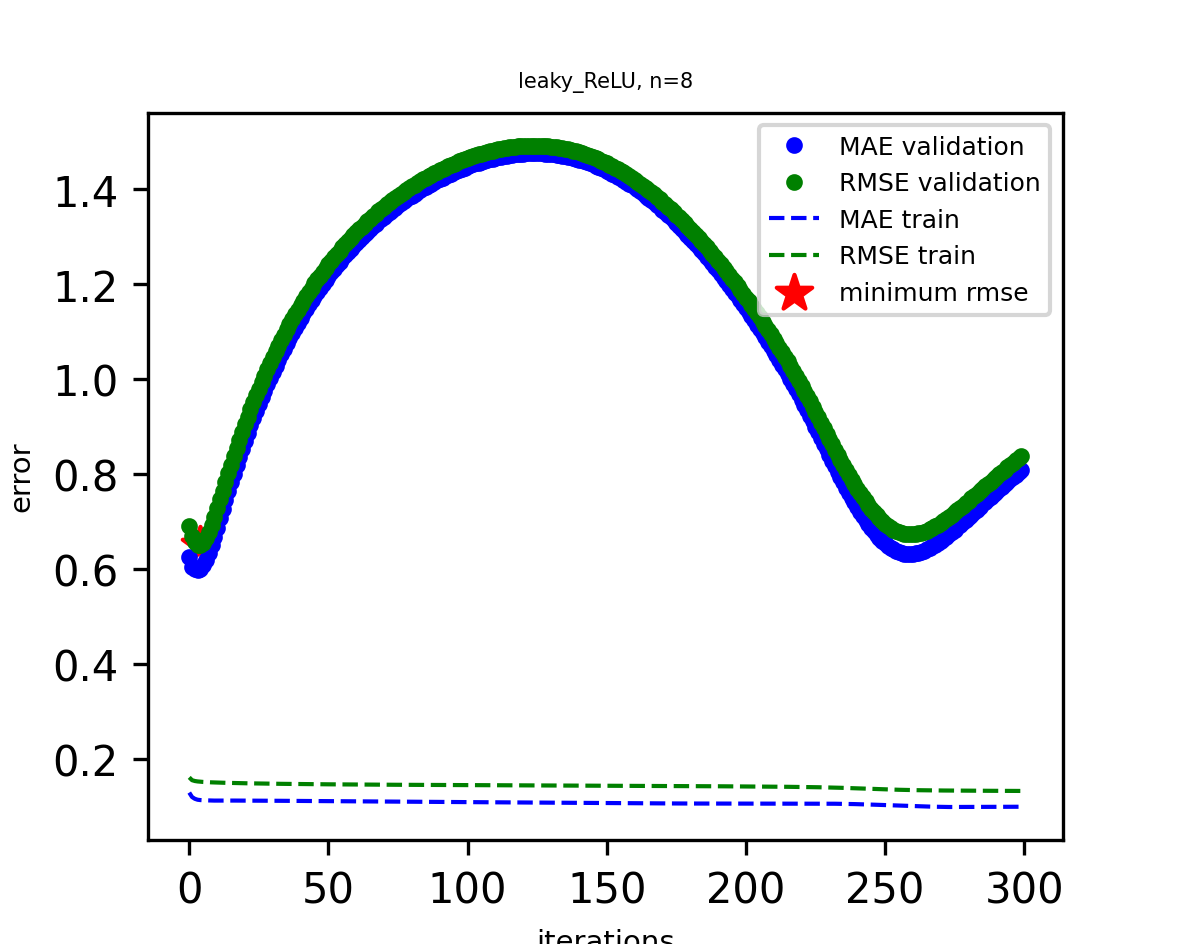 leaky_ReLU, n=8
MAE validation
RMSE validation
MAE train
RMSE train
minimum rmse
error
1.4
1.2
1.0
0.8
0.6
0.4
0.2
0 50 100 150 200 250 300
iterations